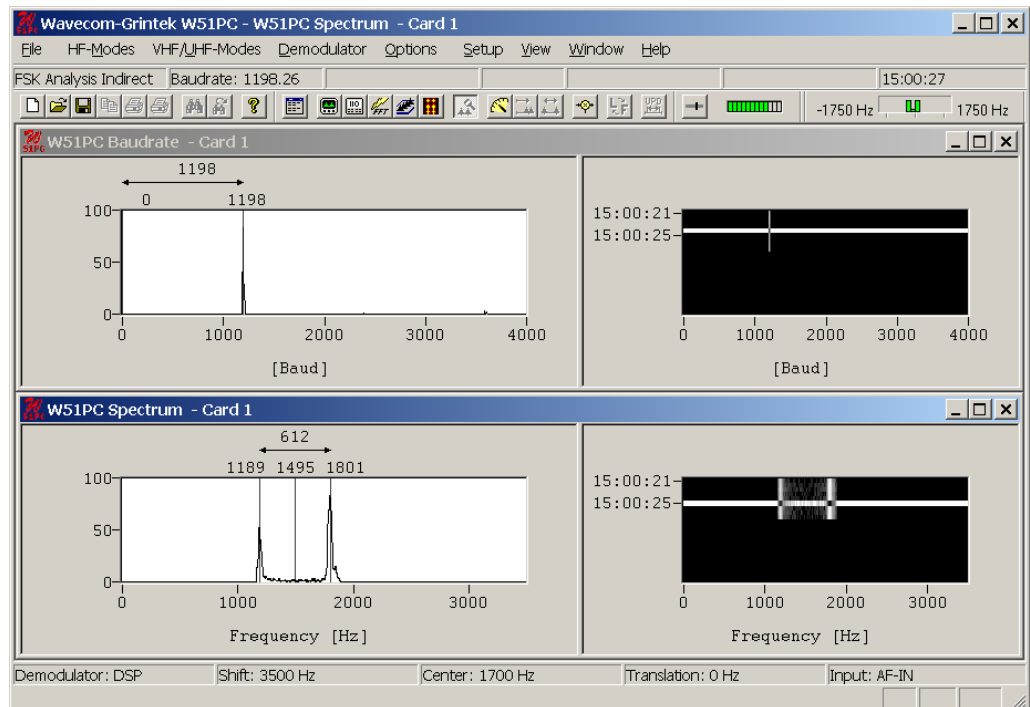 Wavecom-Grintek W51PC - W51PC Spectrum - Card 1
File HF-Modes VHF/UHF-Modes Demodulator Options Setup View Window Help
FSK Analysis Indirect Baudrate: 1198.26 15:00:27
-1750 Hz 1750 Hz
W51PC Baudrate - Card 1
1198
0 1198
100
50
0
0 1000 2000 3000 4000
[Baud]
15:00:21
15:00:25
0 1000 2000 3000 4000
[Baud]
W51PC Spectrum - Card 1
612
1189 1495 1801
100
50
0
0 1000 2000 3000
Frequency [Hz]
15:00:21
15:00:25
0 1000 2000 3000
Frequency [Hz]
Demodulator: DSP Shift: 3500 Hz Center: 1700 Hz Translation: 0 Hz Input: AF-IN